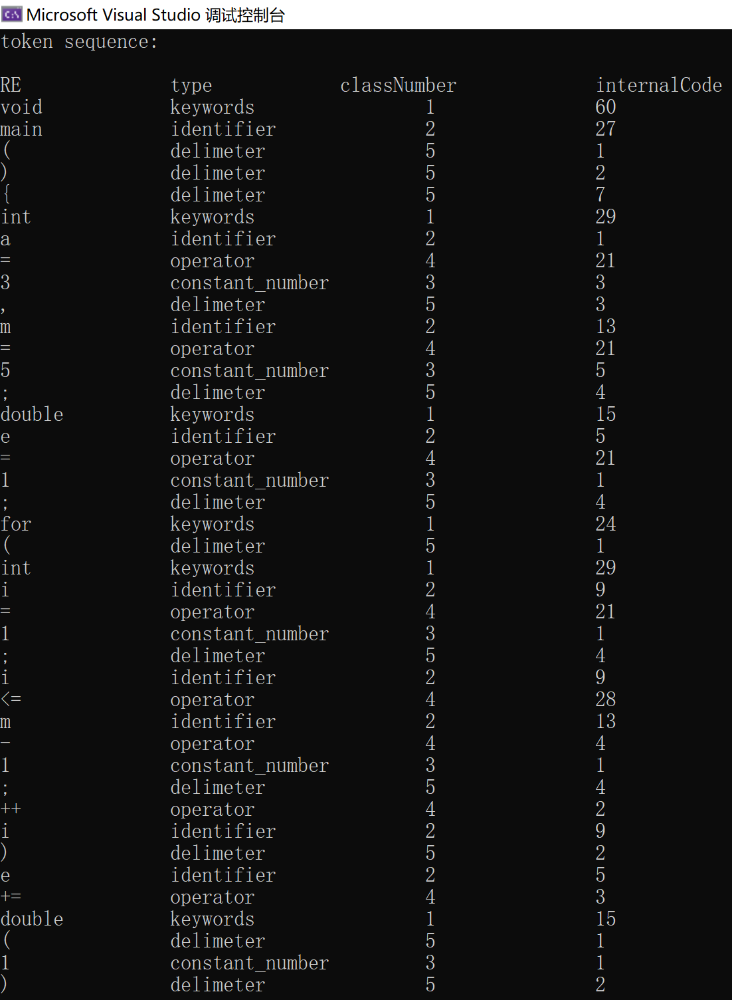 C:\ Microsoft Visual Studio 调试控制台
token sequence:
RE type classNumber internalCode
void keywords 1 60
main identifier 2 27
( delimeter 5 1
) delimeter 5 2
{ delimeter 5 7
int keywords 1 29
a identifier 2 1
= operator 4 21
3 constant_number 3 3
, delimeter 5 3
m identifier 2 13
= operator 4 21
5 constant_number 3 5
; delimeter 5 4
double keywords 1 15
e identifier 2 5
= operator 4 21
1 constant_number 3 1
; delimeter 5 4
for keywords 1 24
( delimeter 5 1
int keywords 1 29
i identifier 2 9
= operator 4 21
1 constant_number 3 1
; delimeter 5 4
i identifier 2 9
<= operator 4 28
m identifier 2 13
- operator 4 4
1 constant_number 3 1
; delimeter 5 4
++ operator 4 2
i identifier 2 9
) delimeter 5 2
e identifier 2 5
+= operator 4 3
double keywords 1 15
( delimeter 5 1
1 constant_number 3 1
) delimeter 5 2